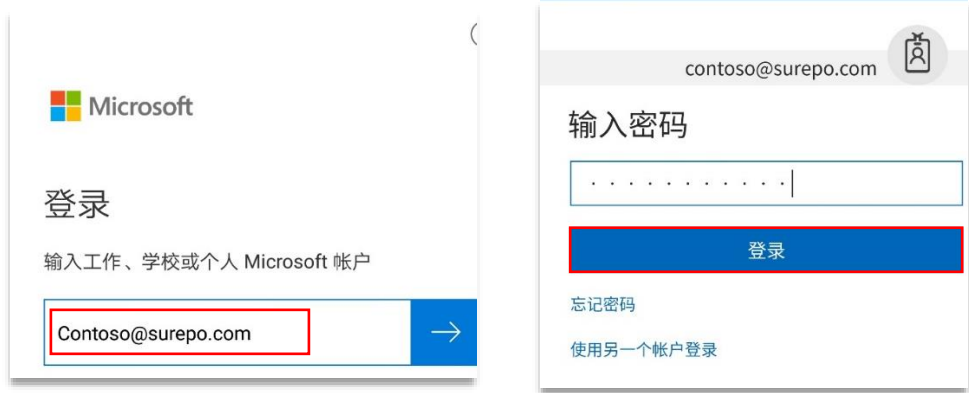 Microsoft
登录
输入工作、学校或个人 Microsoft 帐户
Contoso@surepo.com
contoso@surepo.com
输入密码
登录
忘记密码
使用另一个帐户登录